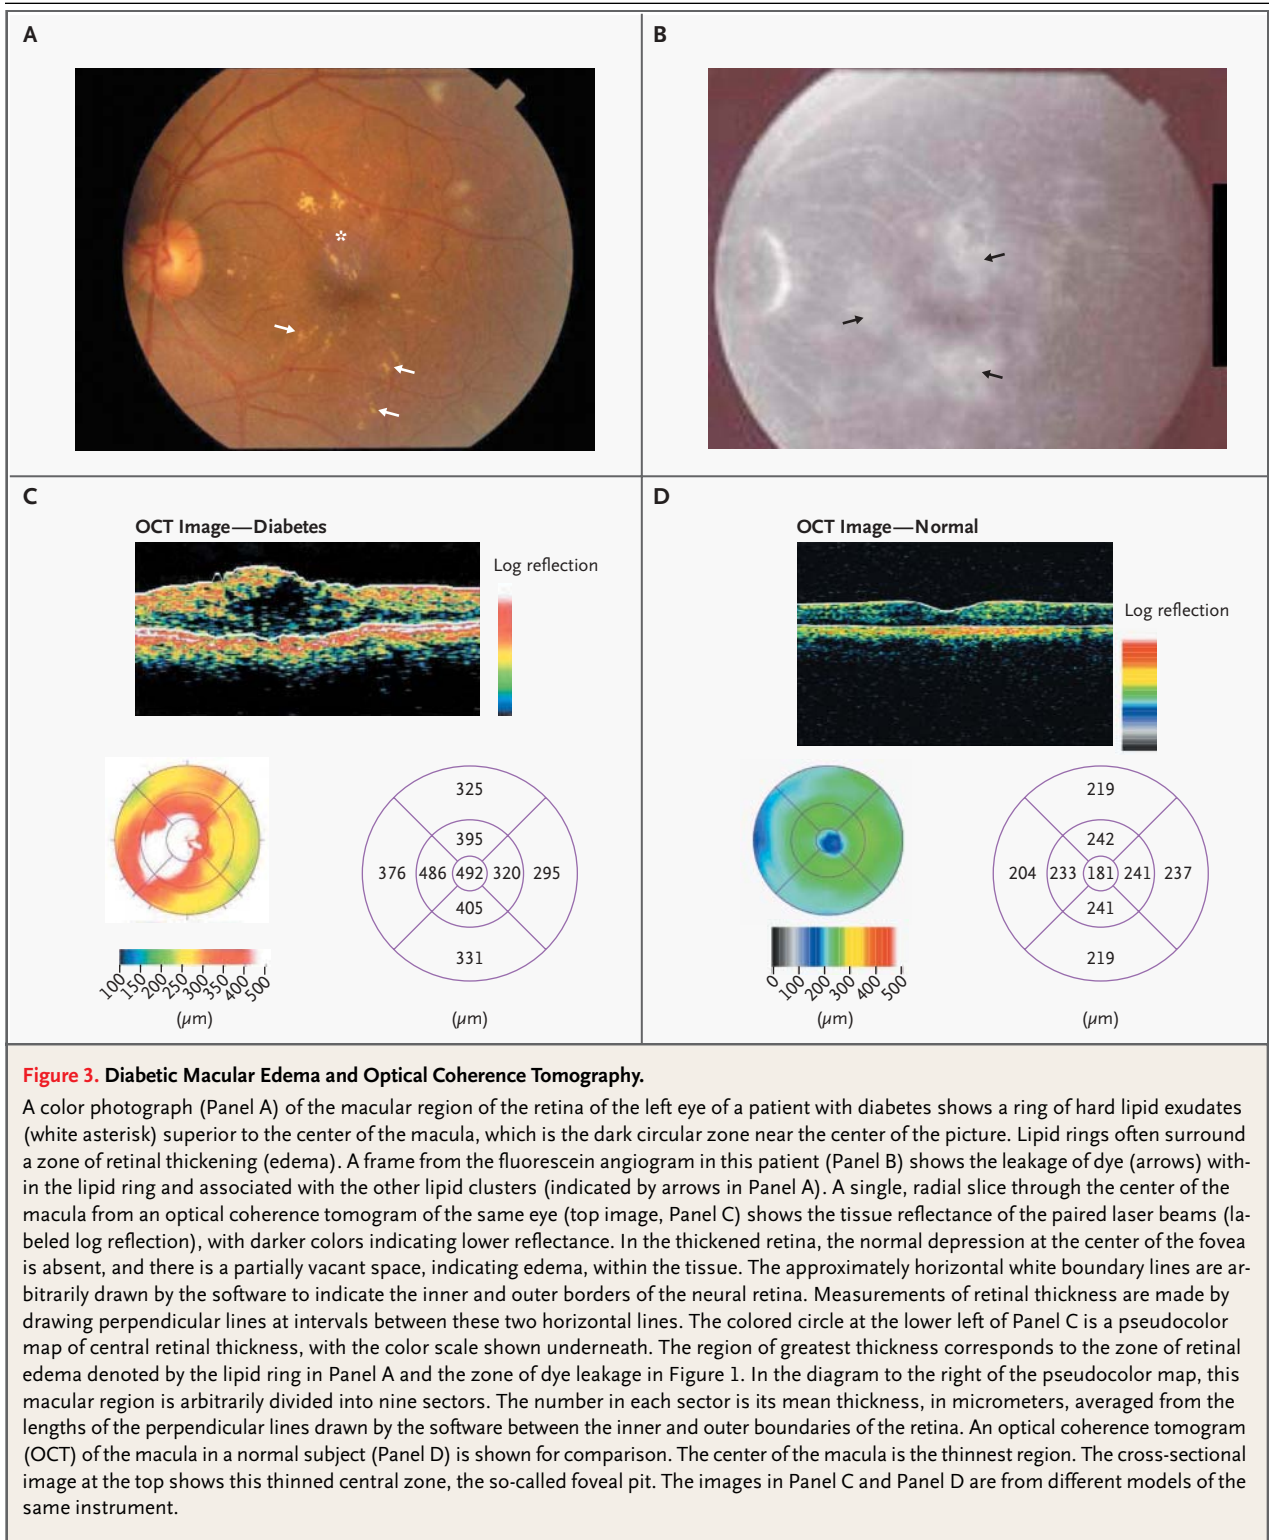 A
B
*
C
OCT Image—Diabetes
Log reflection
325
395
376 486 492 320 295
405
331
100 150 200 250 300 350 400 500
(μm)
(μm)
D
OCT Image—Normal
Log reflection
219
242
204 233 181 241 237
241
219
0 100 200 300 400 500
(μm)
(μm)
Figure 3. Diabetic Macular Edema and Optical Coherence Tomography.
A color photograph (Panel A) of the macular region of the retina of the left eye of a patient with diabetes shows a ring of hard lipid exudates
(white asterisk) superior to the center of the macula, which is the dark circular zone near the center of the picture. Lipid rings often surround
a zone of retinal thickening (edema). A frame from the fluorescein angiogram in this patient (Panel B) shows the leakage of dye (arrows) with-
in the lipid ring and associated with the other lipid clusters (indicated by arrows in Panel A). A single, radial slice through the center of the
macula from an optical coherence tomogram of the same eye (top image, Panel C) shows the tissue reflectance of the paired laser beams (la-
beled log reflection), with darker colors indicating lower reflectance. In the thickened retina, the normal depression at the center of the fovea
is absent, and there is a partially vacant space, indicating edema, within the tissue. The approximately horizontal white boundary lines are ar-
bitrarily drawn by the software to indicate the inner and outer borders of the neural retina. Measurements of retinal thickness are made by
drawing perpendicular lines at intervals between these two horizontal lines. The colored circle at the lower left of Panel C is a pseudocolor
map of central retinal thickness, with the color scale shown underneath. The region of greatest thickness corresponds to the zone of retinal
edema denoted by the lipid ring in Panel A and the zone of dye leakage in Figure 1. In the diagram to the right of the pseudocolor map, this
macular region is arbitrarily divided into nine sectors. The number in each sector is its mean thickness, in micrometers, averaged from the
lengths of the perpendicular lines drawn by the software between the inner and outer boundaries of the retina. An optical coherence tomogram
(OCT) of the macula in a normal subject (Panel D) is shown for comparison. The center of the macula is the thinnest region. The cross-sectional
image at the top shows this thinned central zone, the so-called foveal pit. The images in Panel C and Panel D are from different models of the
same instrument.